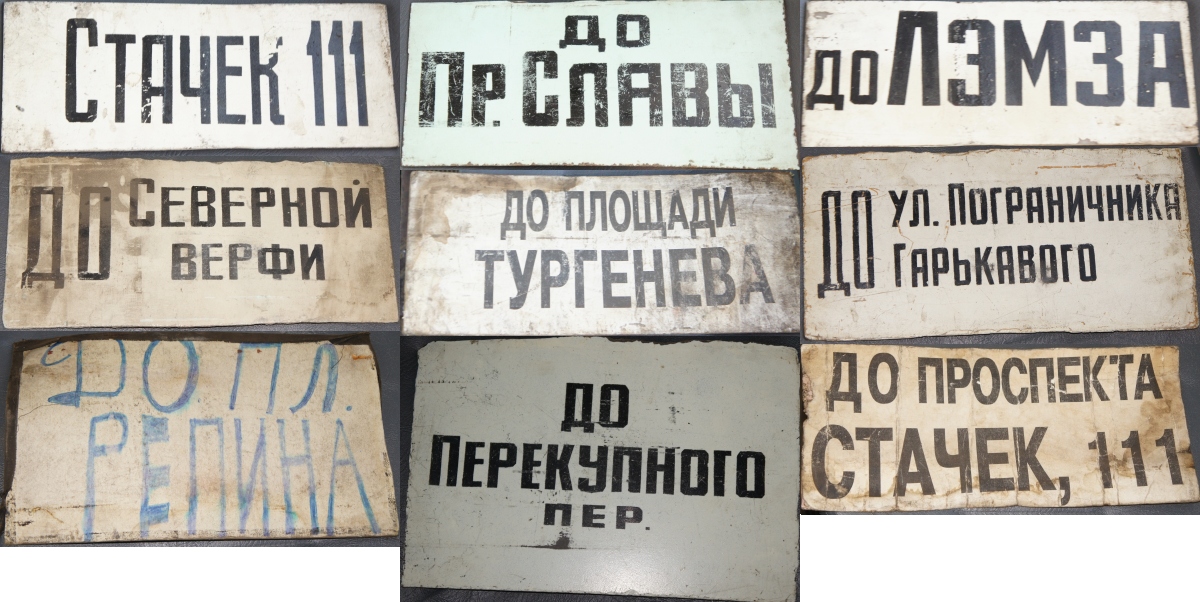 Стачек 111
до
Пр. Славы
до ЛЭМЗА
до Северной
верфи
ДО ПЛОЩАДИ
ТУРГЕНЕВА
до ул. Пограничника
Гарькавого
ДО ПЛ.
РЕПИНА
до
Перекупного
пер.
ДО ПРОСПЕКТА
СТАЧЕК, 111